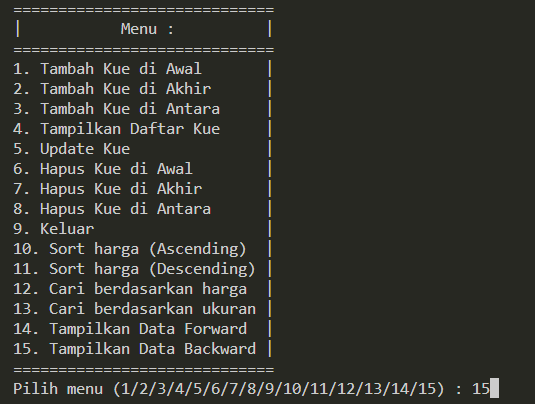 =============================
|           Menu :          |
=============================
1. Tambah Kue di Awal       |
2. Tambah Kue di Akhir      |
3. Tambah Kue di Antara     |
4. Tampilkan Daftar Kue     |
5. Update Kue               |
6. Hapus Kue di Awal        |
7. Hapus Kue di Akhir       |
8. Hapus Kue di Antara      |
9. Keluar                   |
10. Sort harga (Ascending)  |
11. Sort harga (Descending) |
12. Cari berdasarkan harga  |
13. Cari berdasarkan ukuran |
14. Tampilkan Data Forward  |
15. Tampilkan Data Backward |
=============================
Pilih menu (1/2/3/4/5/6/7/8/9/10/11/12/13/14/15) : 15